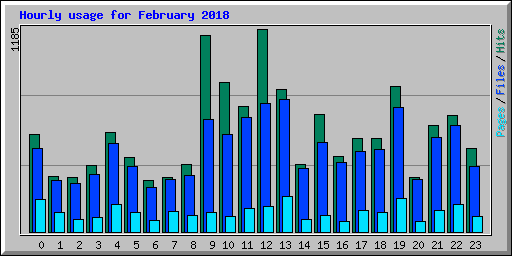 Hourly usage for February 2018
1185
Pages/Files/Hits
0 1 2 3 4 5 6 7 8 9 10 11 12 13 14 15 16 17 18 19 20 21 22 23